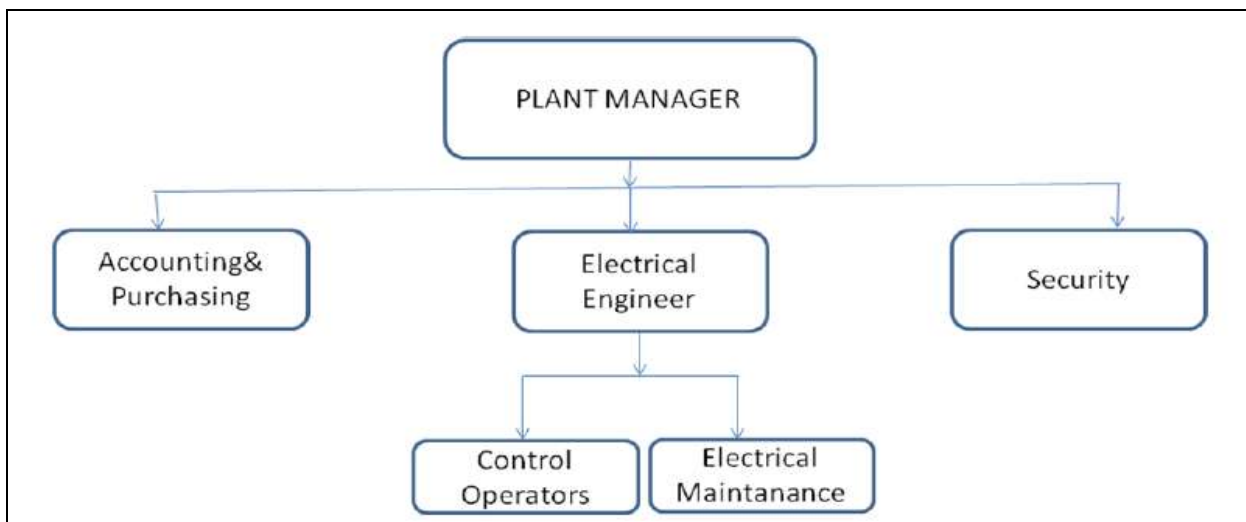 PLANT MANAGER
Accounting&
Purchasing
Electrical
Engineer
Security
Control
Operators
Electrical
Maintanance